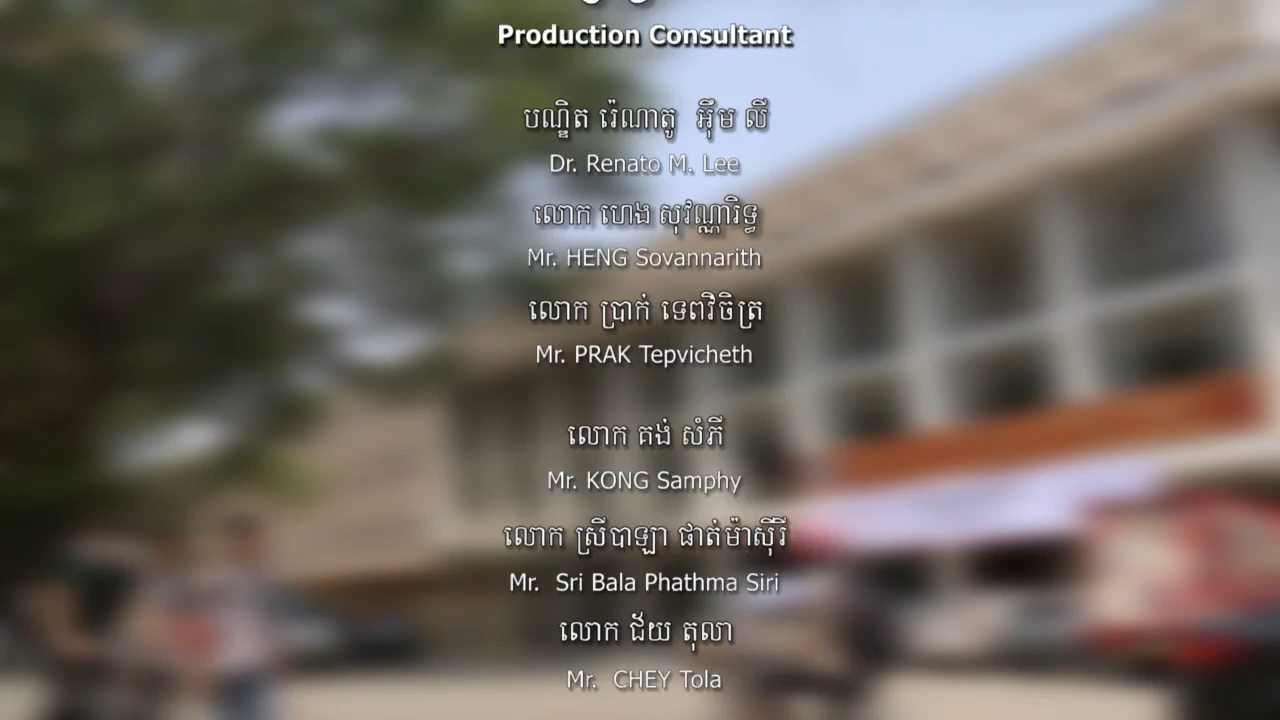 Production Consultant
បណ្ឌិត រ៉េណាតូ អ៊ឹម លី
Dr. Renato M. Lee
លោក ហេង សុវណ្ណារិទ្ធ
Mr. HENG Sovannarith
លោក ប្រាក់ ទេពវិចិត្រ
Mr. PRAK Tepvicheth
លោក គង់ សំភី
Mr. KONG Samphy
លោក ស្រីបាឡា ផាត់ម៉ាស៊ីរី
Mr. Sri Bala Phathma Siri
លោក ជ័យ តុលា
Mr. CHEY Tola